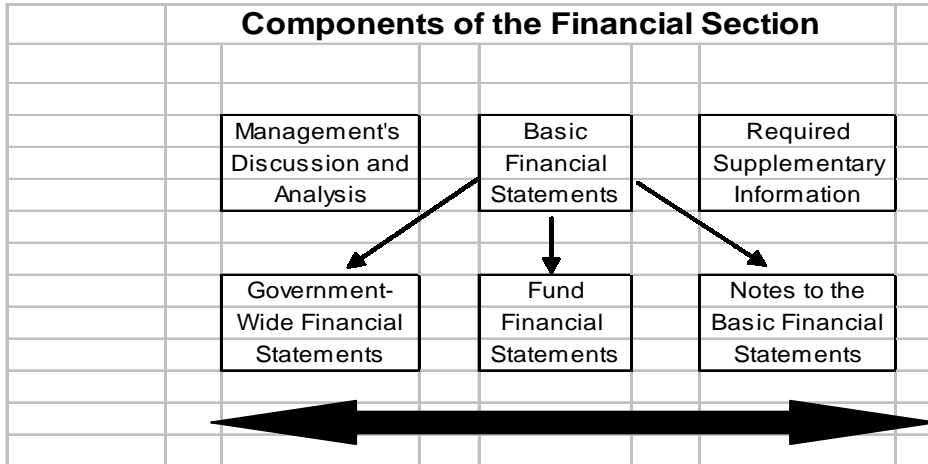 Components of the Financial Section
Management's
Discussion and
Analysis
Basic
Financial
Statements
Required
Supplementary
Information
Government-
Wide Financial
Statements
Fund
Financial
Statements
Notes to the
Basic Financial
Statements